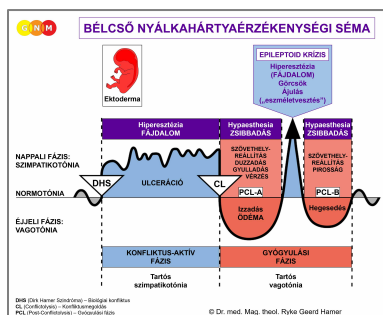 GNM
BÉLCSŐ NYÁLKAHÁRTYAÉRZÉKENYSÉGI SÉMA
Ektoderma
EPILEPTOID KRÍZIS
Hiperesztézia
(FÁJDALOM)
Görcsök
Ájulás
(„eszméletvesztés”)
Hiperesztézia
FÁJDALOM
Hypaesthesia
ZSIBBADÁS
Hypaesthesia
ZSIBBADÁS
NAPPALI FÁZIS:
SZIMPATIKOTÓNIA
SZÖVETHELY-
REÁLLÍTÁS
DUZZADÁS
GYULLADÁS
VÉRZÉS
SZÖVETHELY-
REÁLLÍTÁS
PIROSSÁG
DHS
ULCERÁCIÓ
CL
PCL-A
PCL-B
NORMOTÓNIA
Izzadás
ÖDÉMA
Hegesedés
ÉJJELI FÁZIS:
VAGOTÓNIA
KONFLIKTUS-AKTÍV
FÁZIS
GYÓGYULÁSI
FÁZIS
Tartós
szimpatikotónia
Tartós
vagotónia
DHS (Dirk Hamer Szindróma) – Biológiai konfliktus
CL (Conflictolysis) – Konfliktusmegoldás
PCL (Post-Conflictolysis) – Gyógyulási fázis
© Dr. med. Mag. theol. Ryke Geerd Hamer